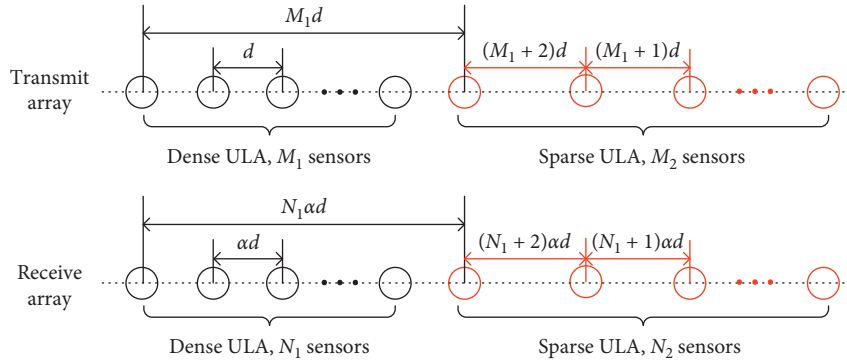 M₁d
d
(M₁ + 2)d
(M₁ + 1)d
Transmit
array
Dense ULA, M₁ sensors
Sparse ULA, M₂ sensors
N₁αd
αd
(N₁ + 2)αd
(N₁ + 1)αd
Receive
array
Dense ULA, N₁ sensors
Sparse ULA, N₂ sensors